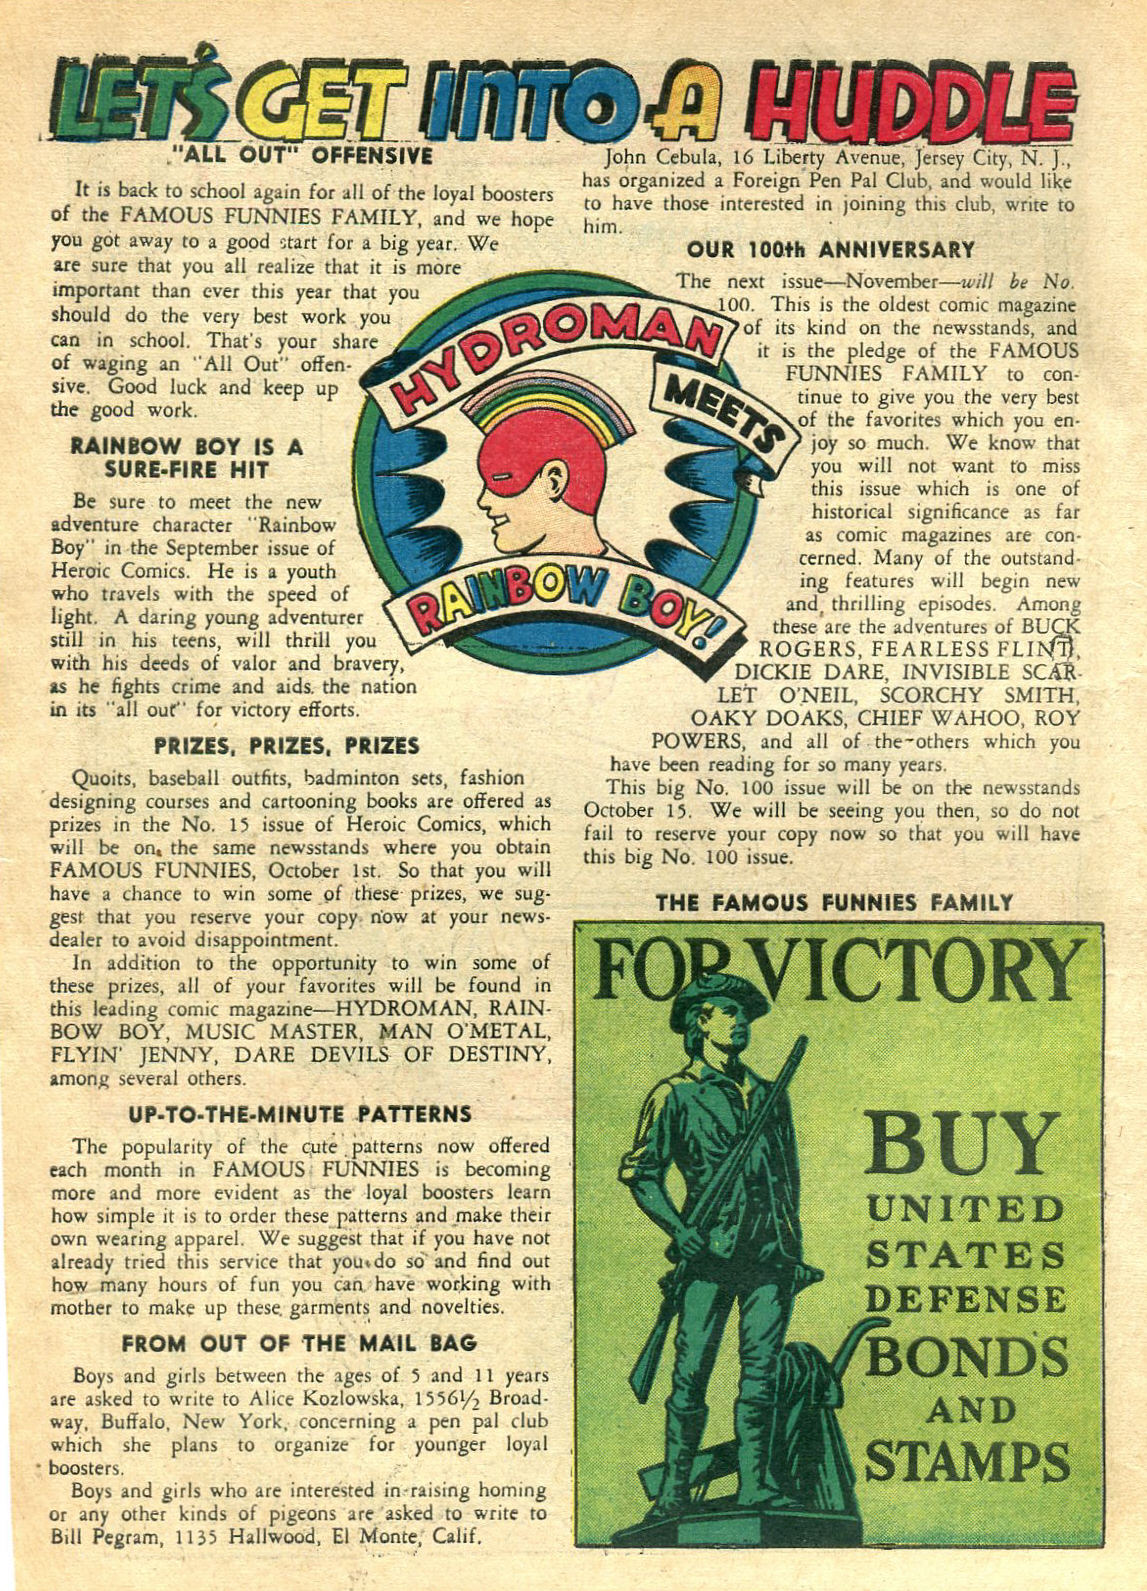 LET'S GET INTO A HUDDLE
"ALL OUT" OFFENSIVE
It is back to school again for all of the loyal boosters
of the FAMOUS FUNNIES FAMILY, and we hope
you got away to a good start for a big year. We
are sure that you all realize that it is more
important than ever this year that you
should do the very best work you
can in school. That's your share
of waging an "All Out" offen-
sive. Good luck and keep up
the good work.
RAINBOW BOY IS A
SURE-FIRE HIT
Be sure to meet the new
adventure character "Rainbow
Boy" in the September issue of
Heroic Comics. He is a youth
who travels with the speed of
light. A daring young adventurer
still in his teens, will thrill you
with his deeds of valor and bravery,
as he fights crime and aids the nation
in its "all out" for victory efforts.
PRIZES, PRIZES, PRIZES
Quoits, baseball outfits, badminton sets, fashion
designing courses and cartooning books are offered as
prizes in the No. 15 issue of Heroic Comics, which
will be on the same newsstands where you obtain
FAMOUS FUNNIES, October 1st. So that you will
have a chance to win some of these prizes, we sug-
gest that you reserve your copy now at your news-
dealer to avoid disappointment.
In addition to the opportunity to win some of
these prizes, all of your favorites will be found in
this leading comic magazine—HYDROMAN, RAIN-
BOW BOY, MUSIC MASTER, MAN O'METAL,
FLYIN' JENNY, DARE DEVILS OF DESTINY,
among several others.
UP-TO-THE-MINUTE PATTERNS
The popularity of the cute patterns now offered
each month in FAMOUS FUNNIES is becoming
more and more evident as the loyal boosters learn
how simple it is to order these patterns and make their
own wearing apparel. We suggest that if you have not
already tried this service that you do so and find out
how many hours of fun you can have working with
mother to make up these garments and novelties.
FROM OUT OF THE MAIL BAG
Boys and girls between the ages of 5 and 11 years
are asked to write to Alice Kozlowska, 1556½ Broad-
way, Buffalo, New York, concerning a pen pal club
which she plans to organize for younger loyal
boosters.
Boys and girls who are interested in raising homing
or any other kinds of pigeons are asked to write to
Bill Pegram, 1135 Hallwood, El Monte, Calif.
HYDROMAN
MEETS
RAINBOW BOY!
John Cebula, 16 Liberty Avenue, Jersey City, N. J.,
has organized a Foreign Pen Pal Club, and would like
to have those interested in joining this club, write to
him.
OUR 100th ANNIVERSARY
The next issue—November—will be No.
100. This is the oldest comic magazine
of its kind on the newsstands, and
it is the pledge of the FAMOUS
FUNNIES FAMILY to con-
tinue to give you the very best
of the favorites which you en-
joy so much. We know that
you will not want to miss
this issue which is one of
historical significance as far
as comic magazines are con-
cerned. Many of the outstand-
ing features will begin new
and thrilling episodes. Among
these are the adventures of BUCK
ROGERS, FEARLESS FLINT,
DICKIE DARE, INVISIBLE SCAR-
LET O'NEIL, SCORCHY SMITH,
OAKY DOAKS, CHIEF WAHOO, ROY
POWERS, and all of the others which you
have been reading for so many years.
This big No. 100 issue will be on the newsstands
October 15. We will be seeing you then, so do not
fail to reserve your copy now so that you will have
this big No. 100 issue.
THE FAMOUS FUNNIES FAMILY
FOR VICTORY
BUY
UNITED
STATES
DEFENSE
BONDS
AND
STAMPS